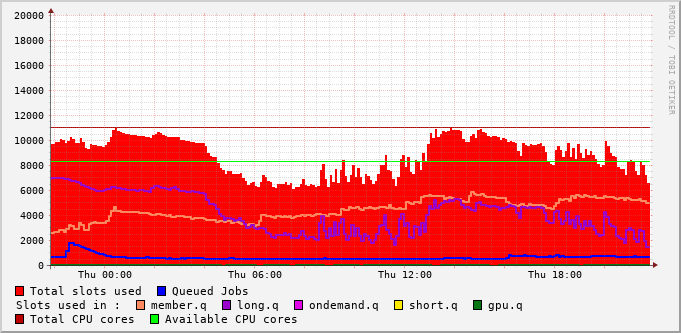 RRDTOOL / TOBI OETIKER
20000
18000
16000
14000
12000
10000
8000
6000
4000
2000
0
Thu 00:00 Thu 06:00 Thu 12:00 Thu 18:00
Total slots used Queued Jobs
Slots used in : member.q long.q ondemand.q short.q gpu.q
Total CPU cores Available CPU cores